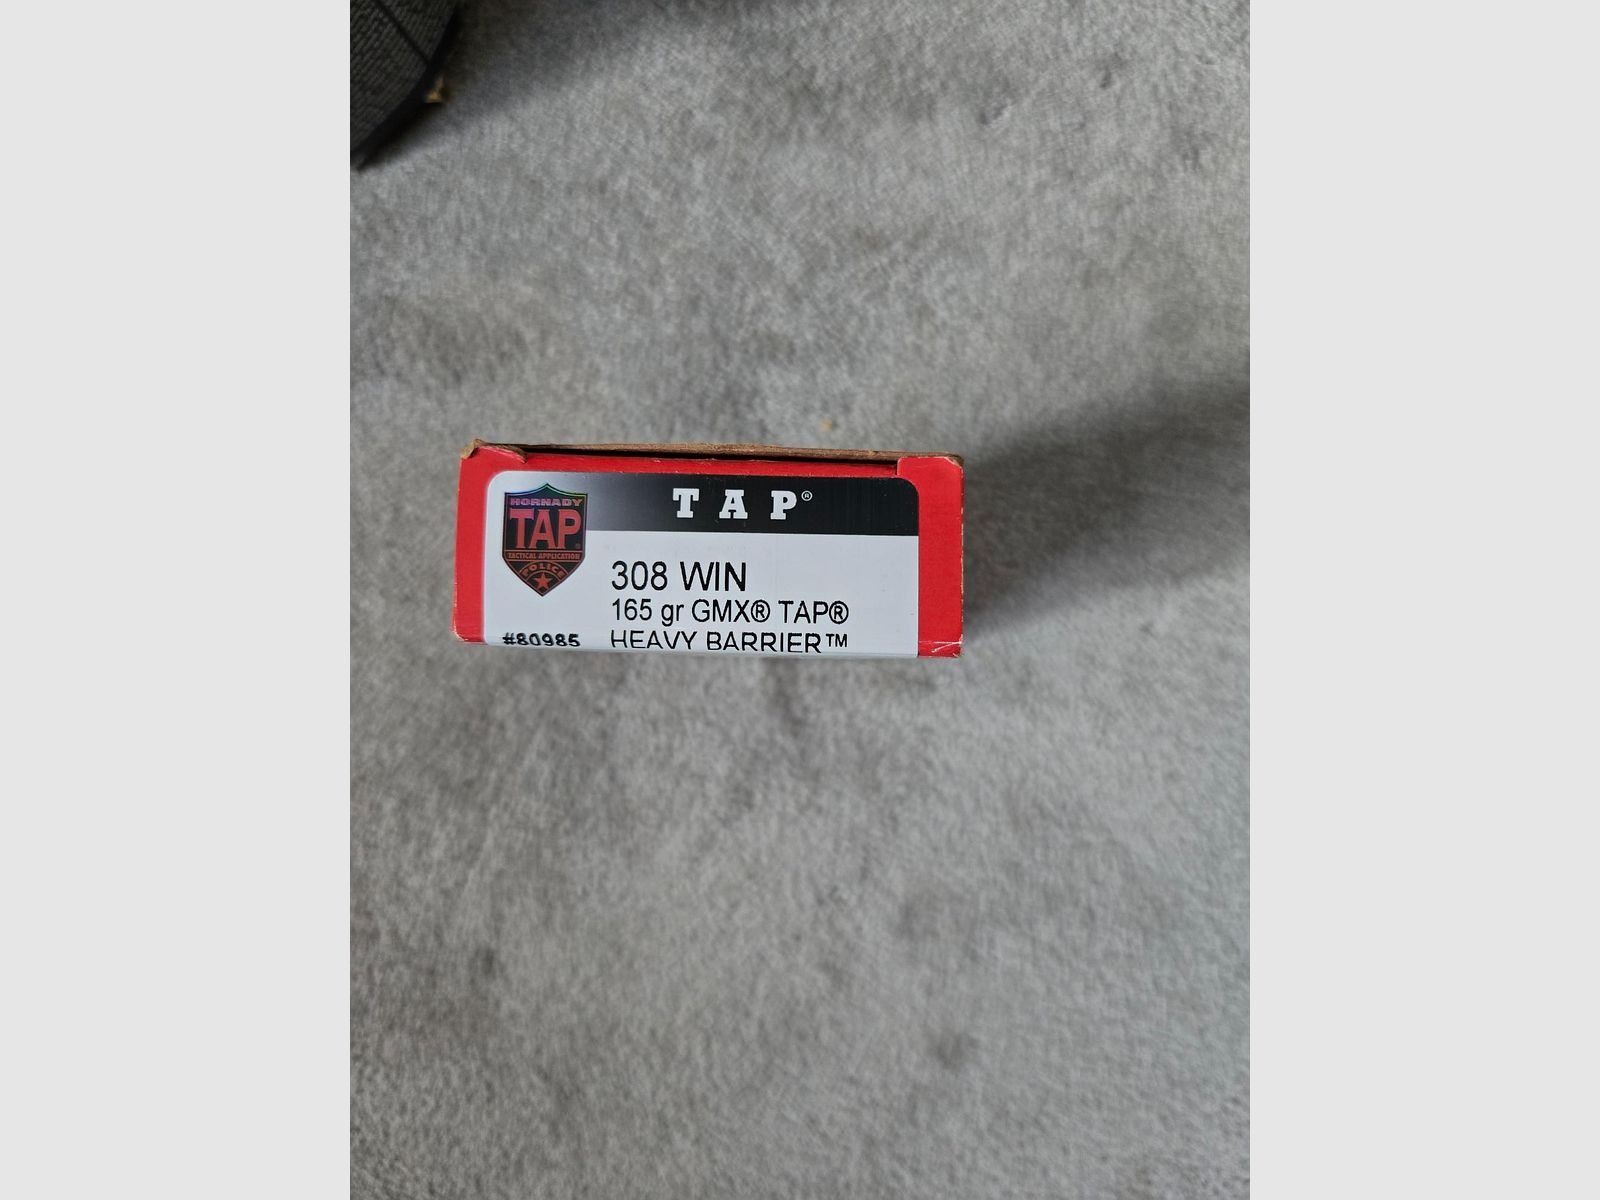 TAP®
HORNADY
TAP®
TACTICAL APPLICATION
POLICE
308 WIN
165 gr GMX® TAP®
#80985 HEAVY BARRIER™